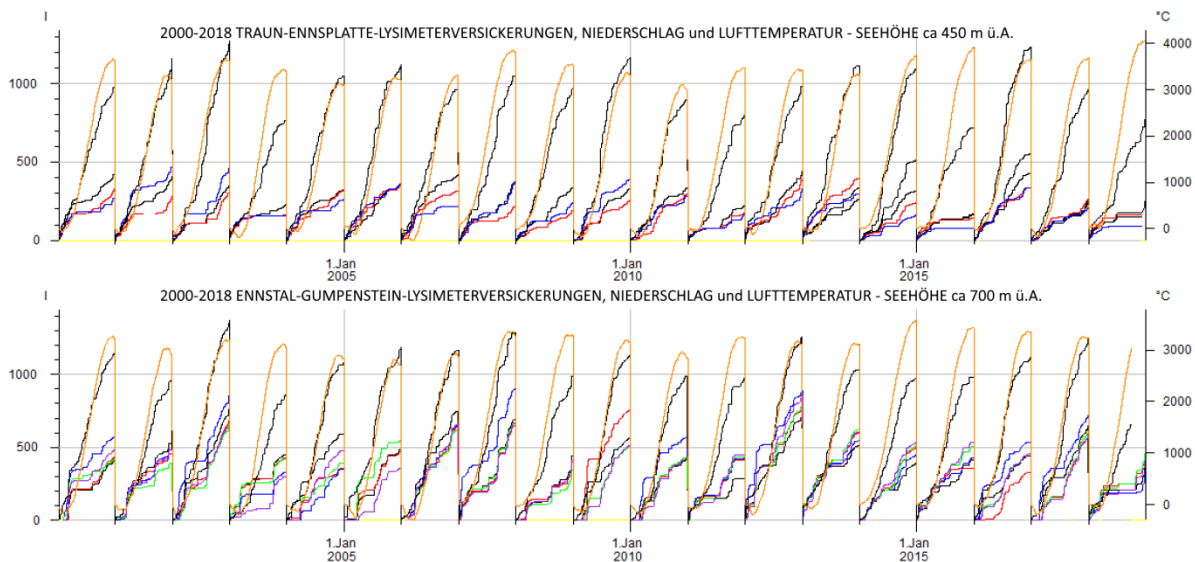 l
2000-2018 TRAUN-ENNSPLATTE-LYSIMETERVERSICKERUNGEN, NIEDERSCHLAG und LUFTTEMPERATUR - SEEHÖHE ca 450 m ü.A.
°C
1000
500
0
4000
3000
2000
1000
0
1.Jan 1.Jan 1.Jan
2005 2010 2015
l
2000-2018 ENNSTAL-GUMPENSTEIN-LYSIMETERVERSICKERUNGEN, NIEDERSCHLAG und LUFTTEMPERATUR - SEEHÖHE ca 700 m ü.A.
°C
1000
500
0
3000
2000
1000
0
1.Jan 1.Jan 1.Jan
2005 2010 2015